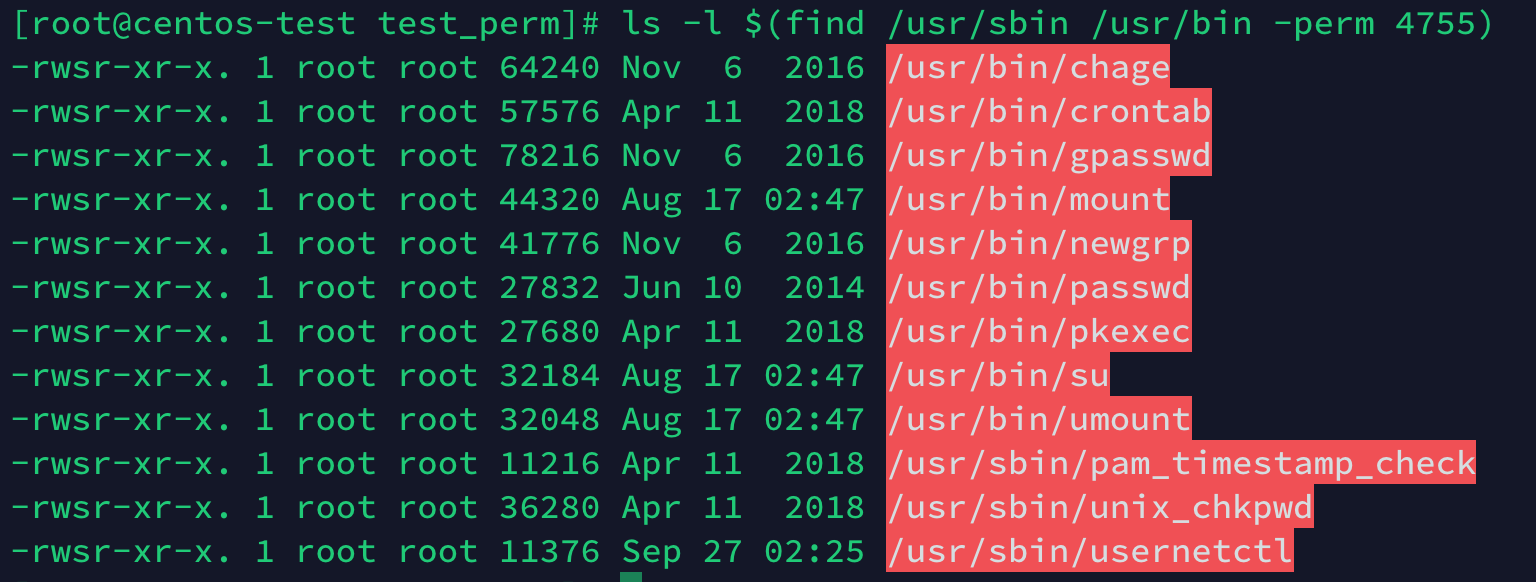 [root@centos-test test_perm]# ls -l $(find /usr/sbin /usr/bin -perm 4755)
-rwsr-xr-x. 1 root root 64240 Nov  6  2016 /usr/bin/chage
-rwsr-xr-x. 1 root root 57576 Apr 11  2018 /usr/bin/crontab
-rwsr-xr-x. 1 root root 78216 Nov  6  2016 /usr/bin/gpasswd
-rwsr-xr-x. 1 root root 44320 Aug 17 02:47 /usr/bin/mount
-rwsr-xr-x. 1 root root 41776 Nov  6  2016 /usr/bin/newgrp
-rwsr-xr-x. 1 root root 27832 Jun 10  2014 /usr/bin/passwd
-rwsr-xr-x. 1 root root 27680 Apr 11  2018 /usr/bin/pkexec
-rwsr-xr-x. 1 root root 32184 Aug 17 02:47 /usr/bin/su
-rwsr-xr-x. 1 root root 32048 Aug 17 02:47 /usr/bin/umount
-rwsr-xr-x. 1 root root 11216 Apr 11  2018 /usr/sbin/pam_timestamp_check
-rwsr-xr-x. 1 root root 36280 Apr 11  2018 /usr/sbin/unix_chkpwd
-rwsr-xr-x. 1 root root 11376 Sep 27 02:25 /usr/sbin/usernetctl